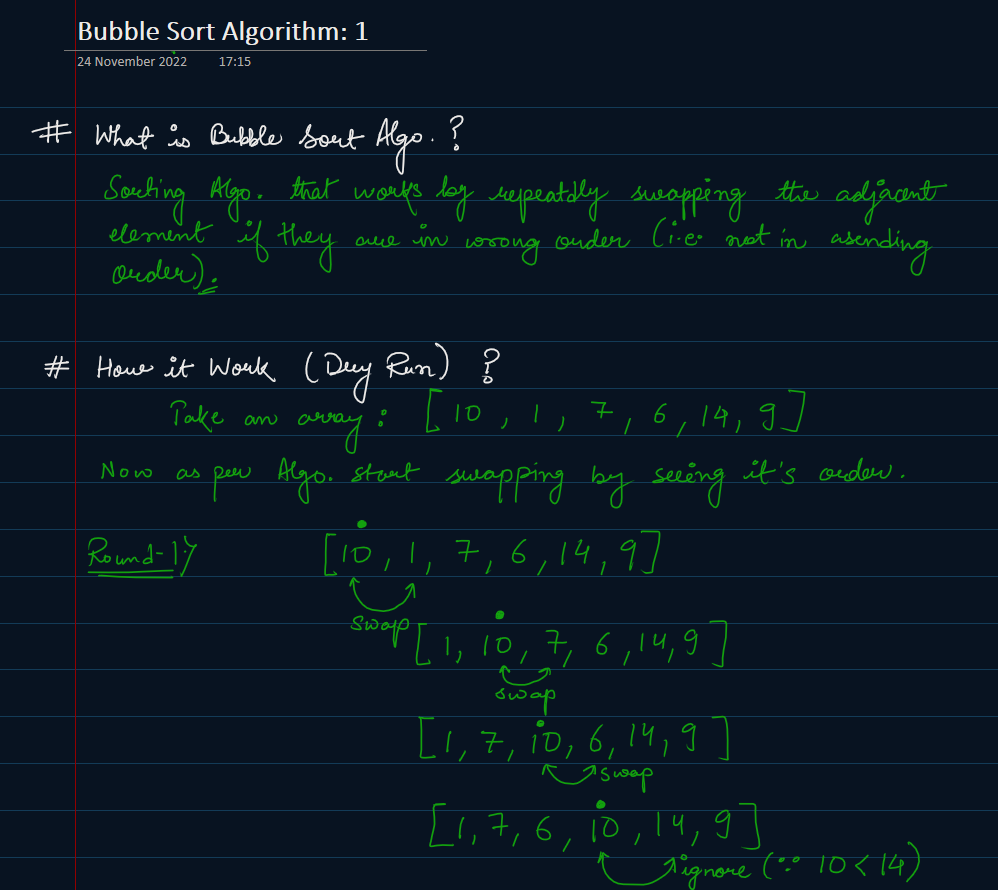 Bubble Sort Algorithm: 1
24 November 2022 17:15
# What is Bubble Sort Algo. ?
Sorting Algo. that works by repeatdly swapping the adjacent
element if they are in wrong order (i.e. not in asending
order).
# How it Work (Dry Run) ?
Take an array: [10, 1, 7, 6, 14, 9]
Now as per Algo. start swapping by seeing it's order.
Round-1 [10, 1, 7, 6, 14, 9]
swap
[1, 10, 7, 6, 14, 9]
swap
[1, 7, 10, 6, 14, 9]
swap
[1, 7, 6, 10, 14, 9]
ignore (∵ 10 < 14)